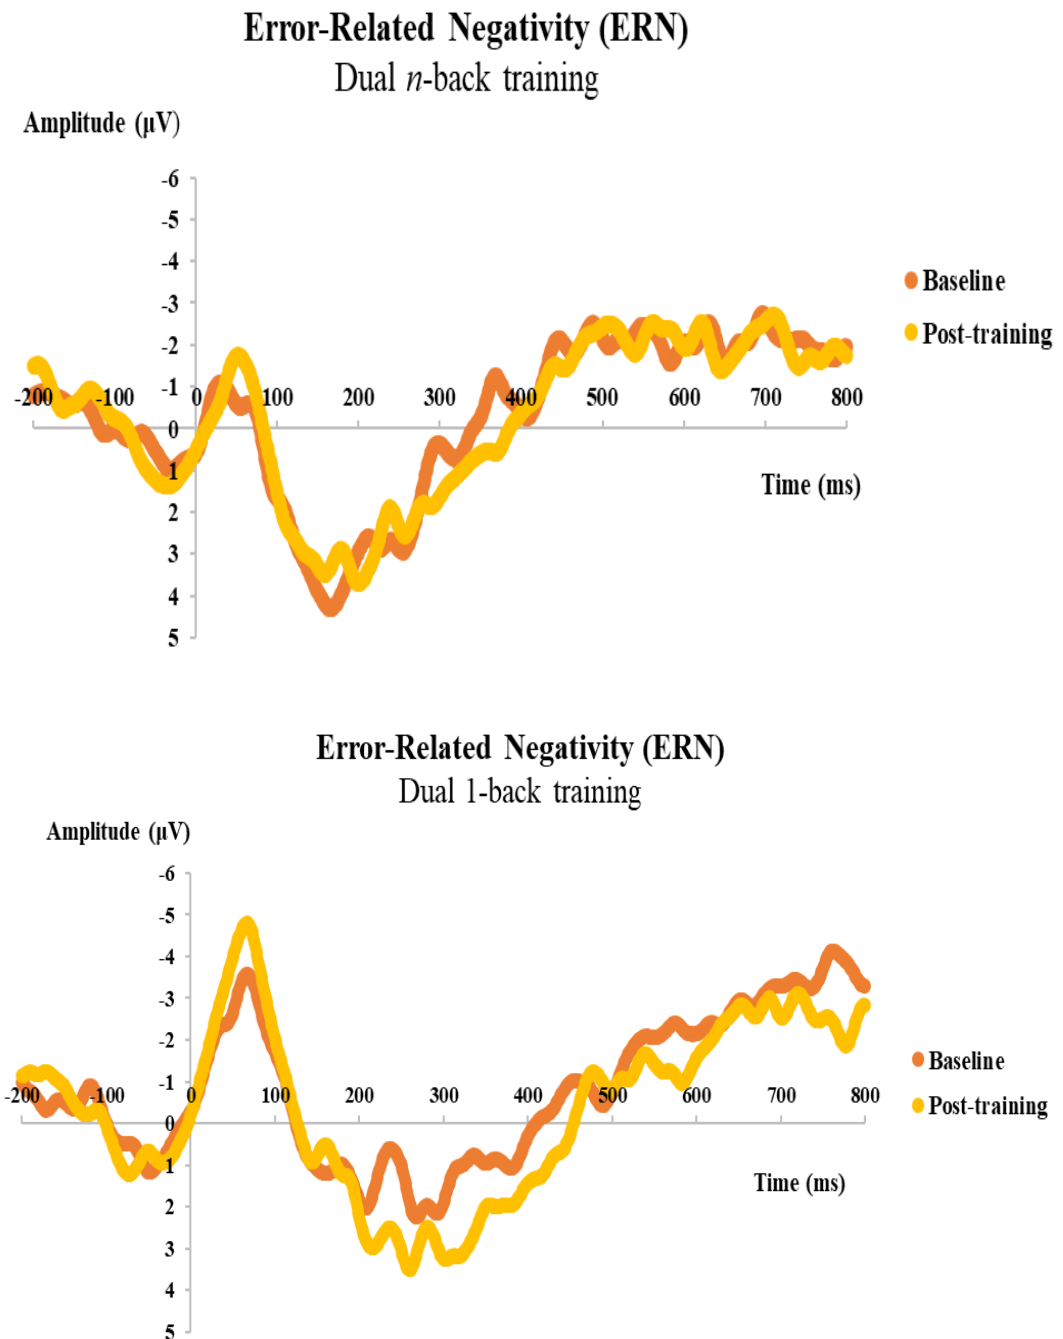 Error-Related Negativity (ERN)
Dual n-back training
Amplitude (μV)
-6
-5
-4
-3
-2
-1
0
1
2
3
4
5
-200 -100 0 100 200 300 400 500 600 700 800
Time (ms)
Baseline
Post-training
Error-Related Negativity (ERN)
Dual 1-back training
Amplitude (μV)
-6
-5
-4
-3
-2
-1
0
1
2
3
4
5
-200 -100 0 100 200 300 400 500 600 700 800
Time (ms)
Baseline
Post-training